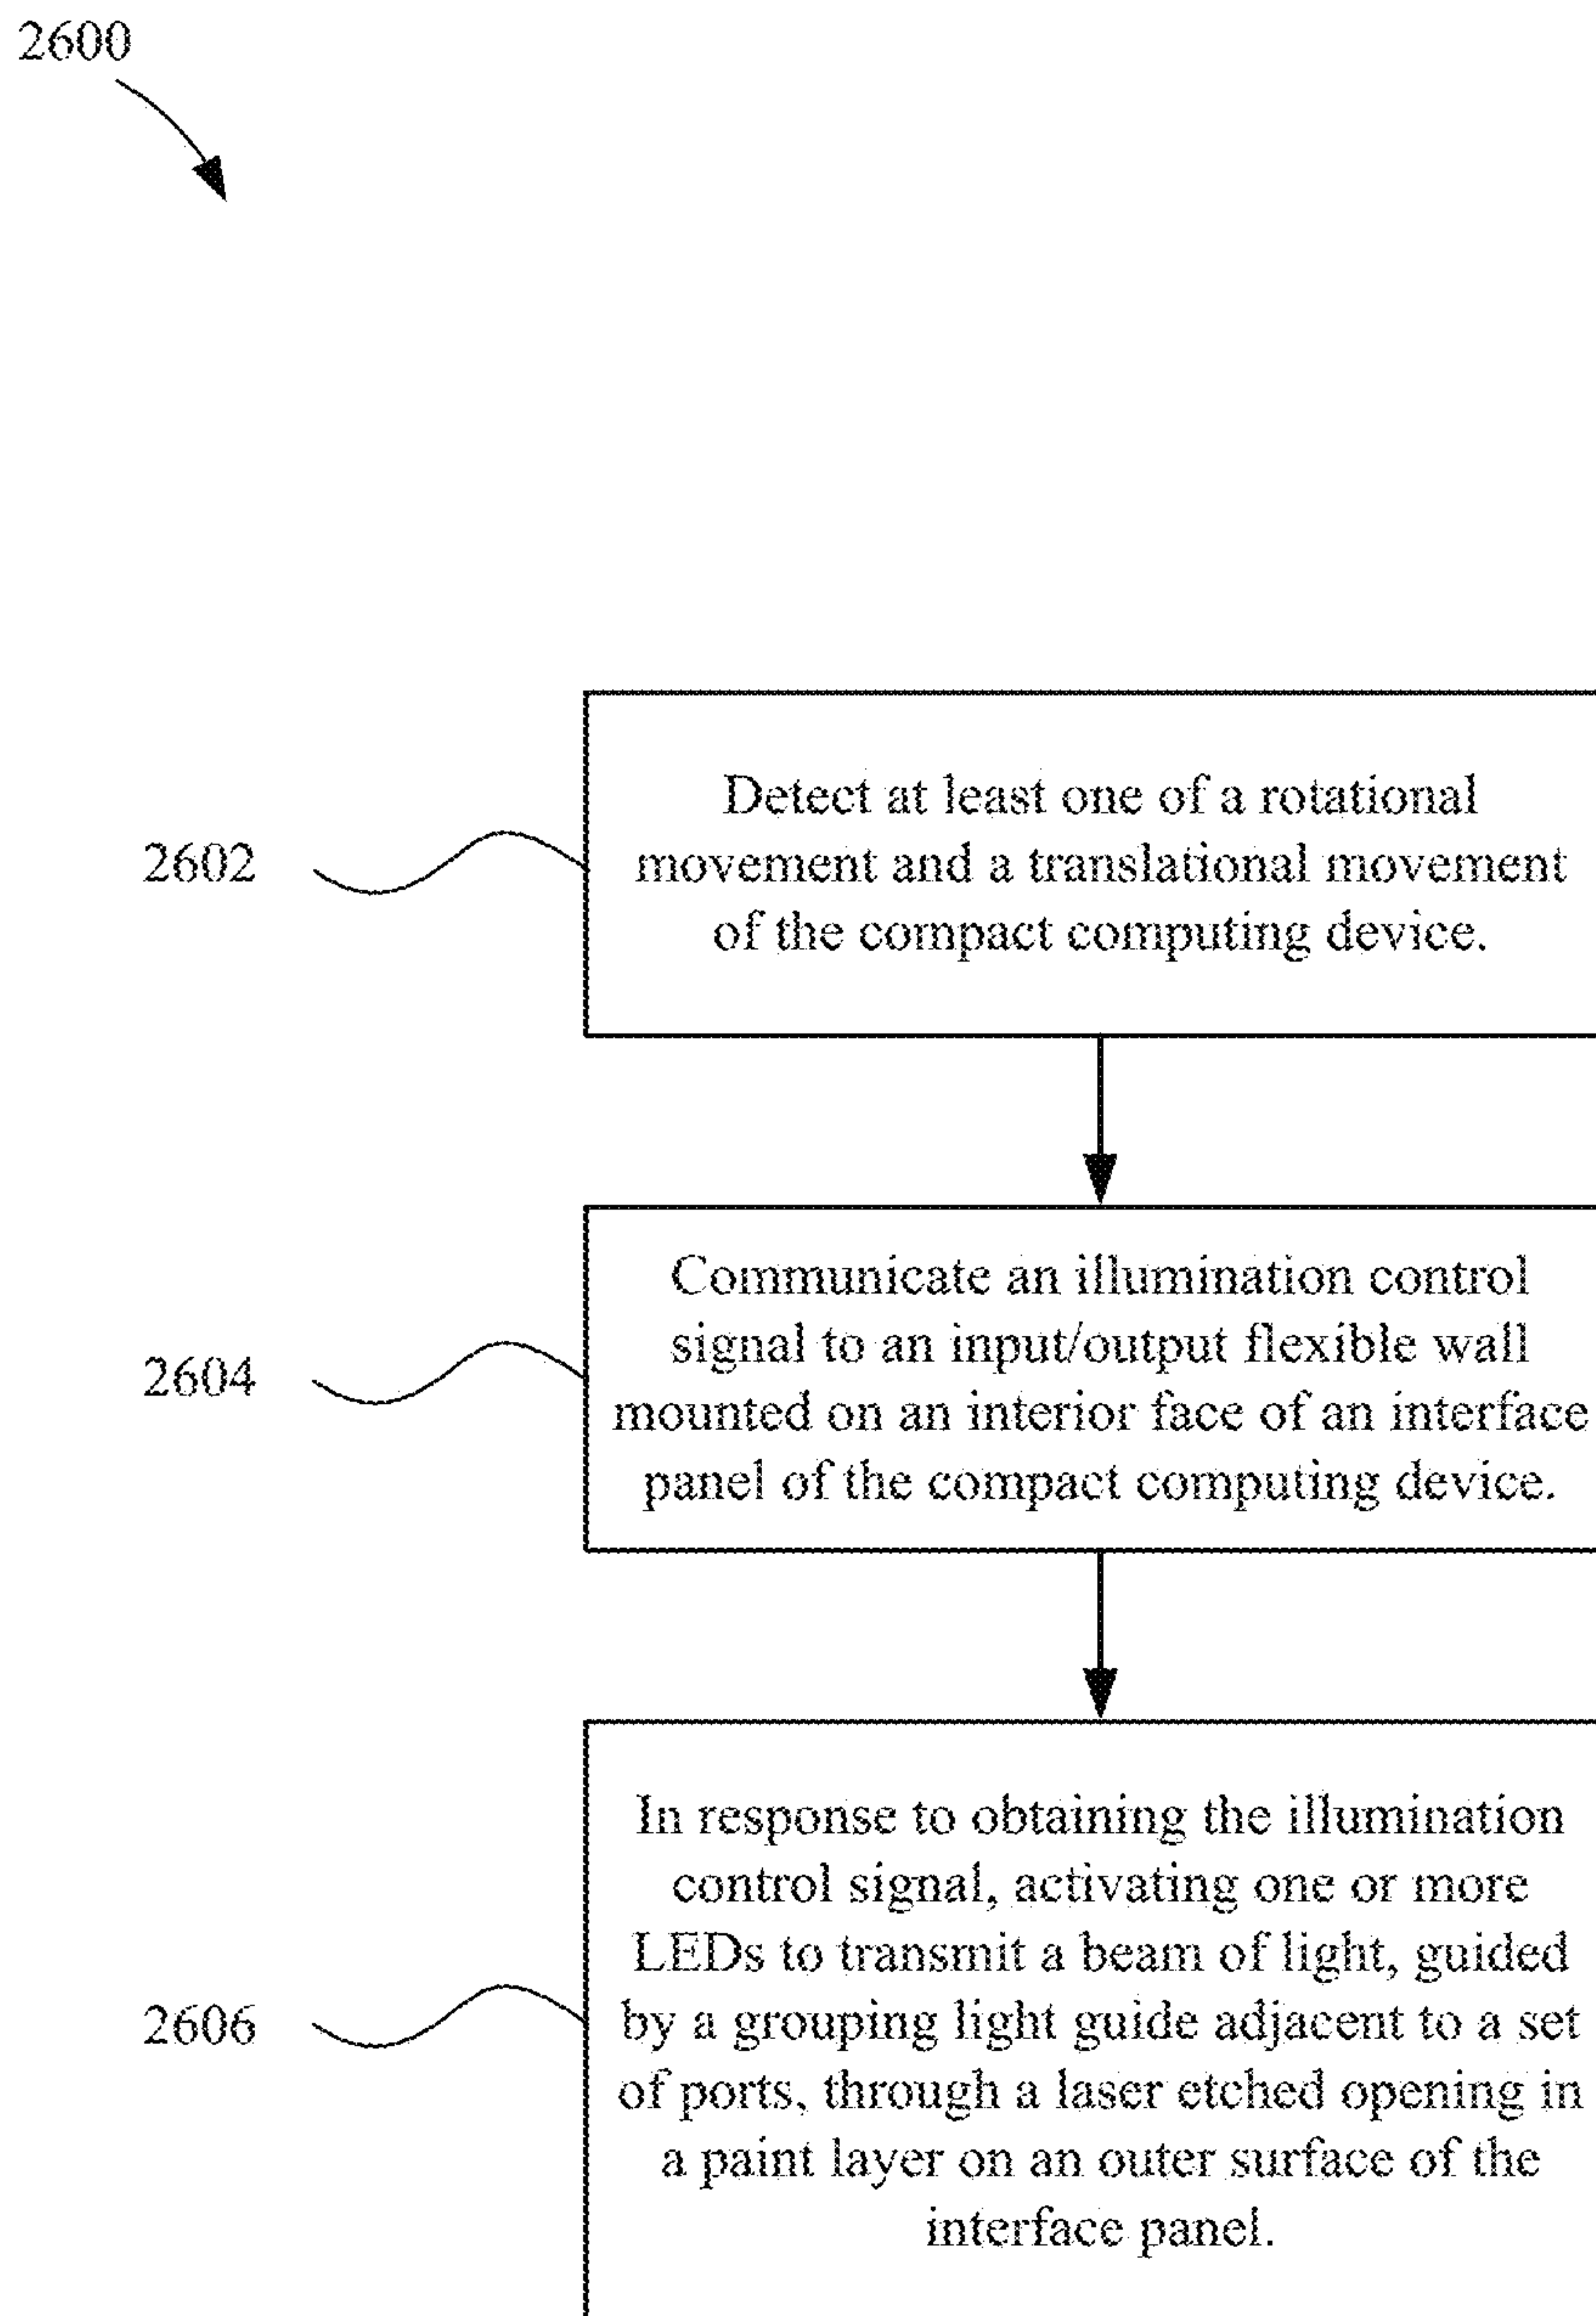 2600
2602
Detect at least one of a rotational
movement and a translational movement
of the compact computing device.
2604
Communicate an illumination control
signal to an input/output flexible wall
mounted on an interior face of an interface
panel of the compact computing device.
2606
In response to obtaining the illumination
control signal, activating one or more
LEDs to transmit a beam of light, guided
by a grouping light guide adjacent to a set
of ports, through a laser etched opening in
a paint layer on an outer surface of the
interface panel.